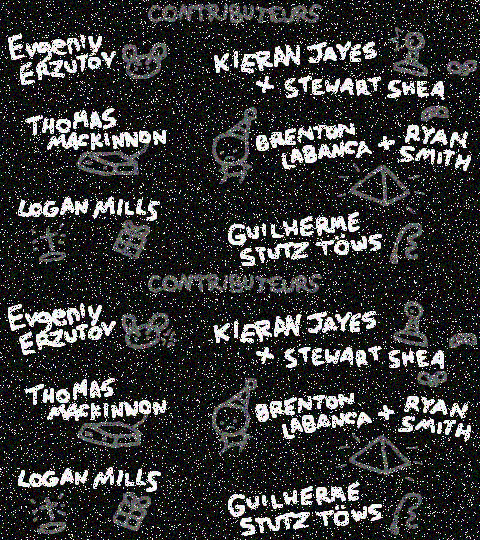 CONTRIBUTEURS
Evgeniy
ERZUTOV
KIERAN JAYES
+ STEWART SHEA
THOMAS
MACKINNON
BRENTON
LABANCA + RYAN
SMITH
LOGAN MILLS
GUILHERME
STUTZ TÖWS
CONTRIBUTEURS
Evgeniy
ERZUTOV
KIERAN JAYES
+ STEWART SHEA
THOMAS
MACKINNON
BRENTON
LABANCA + RYAN
SMITH
LOGAN MILLS
GUILHERME
STUTZ TÖWS